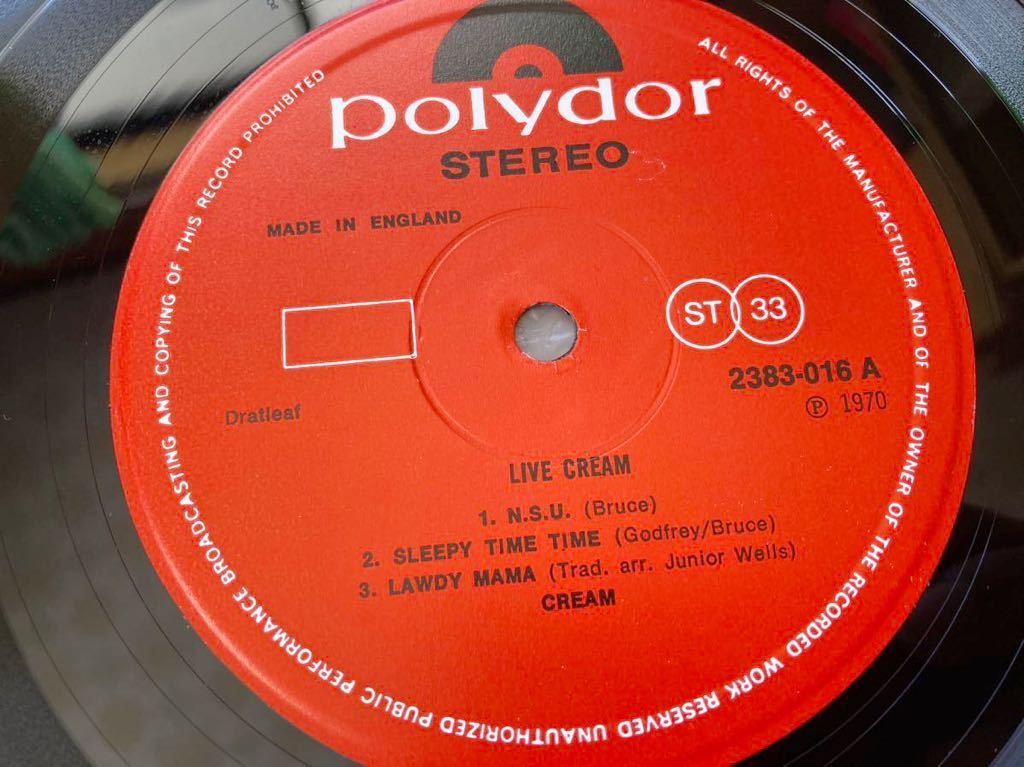 polydor
STEREO
MADE IN ENGLAND
ST 33
2383-016 A
Ⓟ 1970
Dratleaf
LIVE CREAM
1. N.S.U. (Bruce)
2. SLEEPY TIME TIME (Godfrey/Bruce)
3. LAWDY MAMA (Trad. arr. Junior Wells)
CREAM
ALL RIGHTS OF THE MANUFACTURER AND OF THE OWNER OF THE RECORDED WORK RESERVED UNAUTHORIZED PUBLIC PERFORMANCE BROADCASTING AND COPYING OF THIS RECORD PROHIBITED